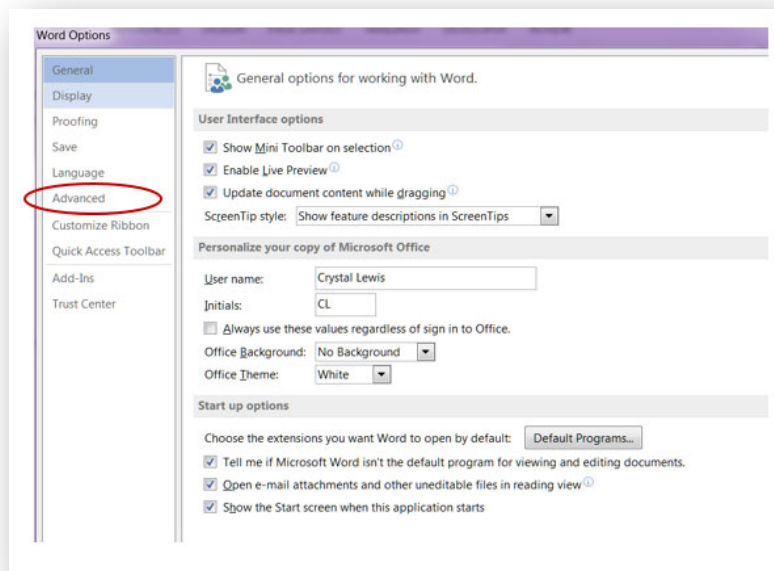 Word Options
General
Display
Proofing
Save
Language
Advanced
Customize Ribbon
Quick Access Toolbar
Add-Ins
Trust Center
General options for working with Word.
User Interface options
Show Mini Toolbar on selection
Enable Live Preview
Update document content while dragging
ScreenTip style: Show feature descriptions in ScreenTips
Personalize your copy of Microsoft Office
User name: Crystal Lewis
Initials: CL
Always use these values regardless of sign in to Office.
Office Background: No Background
Office Theme: White
Start up options
Choose the extensions you want Word to open by default: Default Programs...
Tell me if Microsoft Word isn't the default program for viewing and editing documents.
Open e-mail attachments and other uneditable files in reading view
Show the Start screen when this application starts